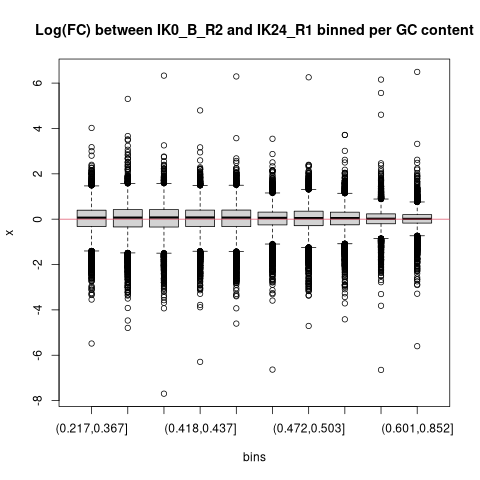 Log(FC) between IK0_B_R2 and IK24_R1 binned per GC content
6
4
2
0
-2
-4
-6
-8
x
(0.217,0.367] (0.418,0.437] (0.472,0.503] (0.601,0.852]
bins